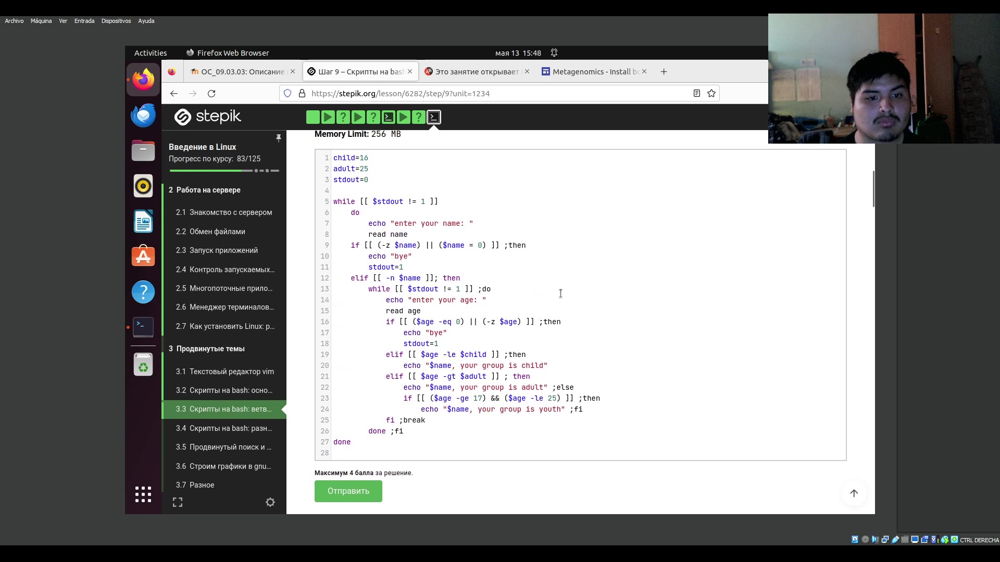 Archivo Máquina Ver Entrada Dispositivos Ayuda
Activities Firefox Web Browser мая 13 15:48
ОС_09.03.03: Описание Шаг 9 – Скрипты на bash Это занятие открывает Metagenomics - Install bo
https://stepik.org/lesson/6282/step/9?unit=1234
stepik
Введение в Linux
Прогресс по курсу: 83/125
2 Работа на сервере
2.1 Знакомство с сервером
2.2 Обмен файлами
2.3 Запуск приложений
2.4 Контроль запускаемых...
2.5 Многопоточные прило...
2.6 Менеджер терминалов...
2.7 Как установить Linux: р...
3 Продвинутые темы
3.1 Текстовый редактор vim
3.2 Скрипты на bash: осно...
3.3 Скрипты на bash: ветв...
3.4 Скрипты на bash: разн...
3.5 Продвинутый поиск и ...
3.6 Строим графики в gnu...
3.7 Разное
Memory Limit: 256 MB
1 child=16
2 adult=25
3 stdout=0
4
5 while [[ $stdout != 1 ]]
6 do
7 echo "enter your name: "
8 read name
9 if [[ (-z $name) || ($name = 0) ]] ;then
10 echo "bye"
11 stdout=1
12 elif [[ -n $name ]]; then
13 while [[ $stdout != 1 ]] ;do
14 echo "enter your age: "
15 read age
16 if [[ ($age -eq 0) || (-z $age) ]] ;then
17 echo "bye"
18 stdout=1
19 elif [[ $age -le $child ]] ;then
20 echo "$name, your group is child"
21 elif [[ $age -gt $adult ]] ; then
22 echo "$name, your group is adult" ;else
23 if [[ ($age -ge 17) && ($age -le 25) ]] ;then
24 echo "$name, your group is youth" ;fi
25 fi ;break
26 done ;fi
27 done
28
Максимум 4 балла за решение.
Отправить
CTRL DERECHA